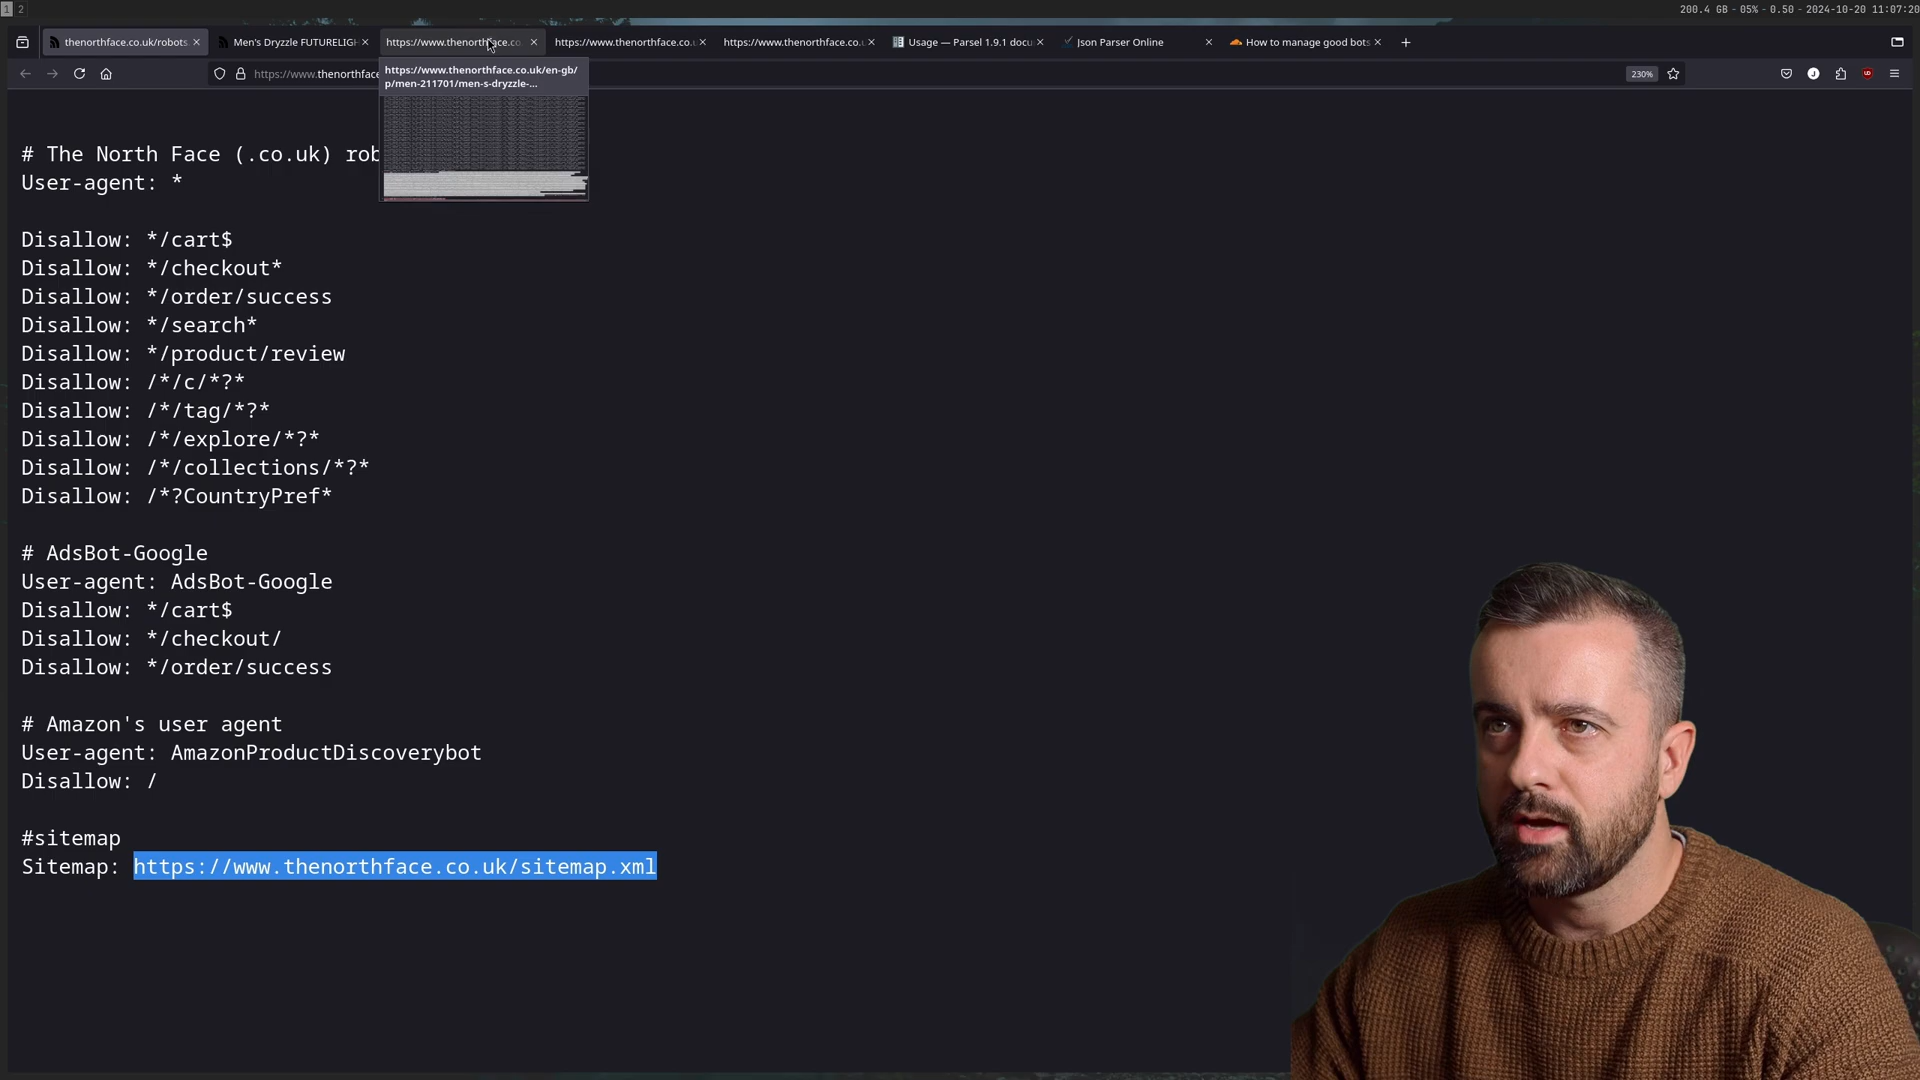 1 2
200.4 GB - 05% - 0.50 - 2024-10-20 11:07:20
thenorthface.co.uk/robots
Men's Dryzzle FUTURELIGH
https://www.thenorthface.co.
https://www.thenorthface.co.u
https://www.thenorthface.co.u
Usage — Parsel 1.9.1 docu
Json Parser Online
How to manage good bots
https://www.thenorthface
230%
https://www.thenorthface.co.uk/en-gb/
p/men-211701/men-s-dryzzle-...
# The North Face (.co.uk) rob
User-agent: *
Disallow: */cart$
Disallow: */checkout*
Disallow: */order/success
Disallow: */search*
Disallow: */product/review
Disallow: /*/c/*?*
Disallow: /*/tag/*?*
Disallow: /*/explore/*?*
Disallow: /*/collections/*?*
Disallow: /*?CountryPref*
# AdsBot-Google
User-agent: AdsBot-Google
Disallow: */cart$
Disallow: */checkout/
Disallow: */order/success
# Amazon's user agent
User-agent: AmazonProductDiscoverybot
Disallow: /
#sitemap
Sitemap: https://www.thenorthface.co.uk/sitemap.xml